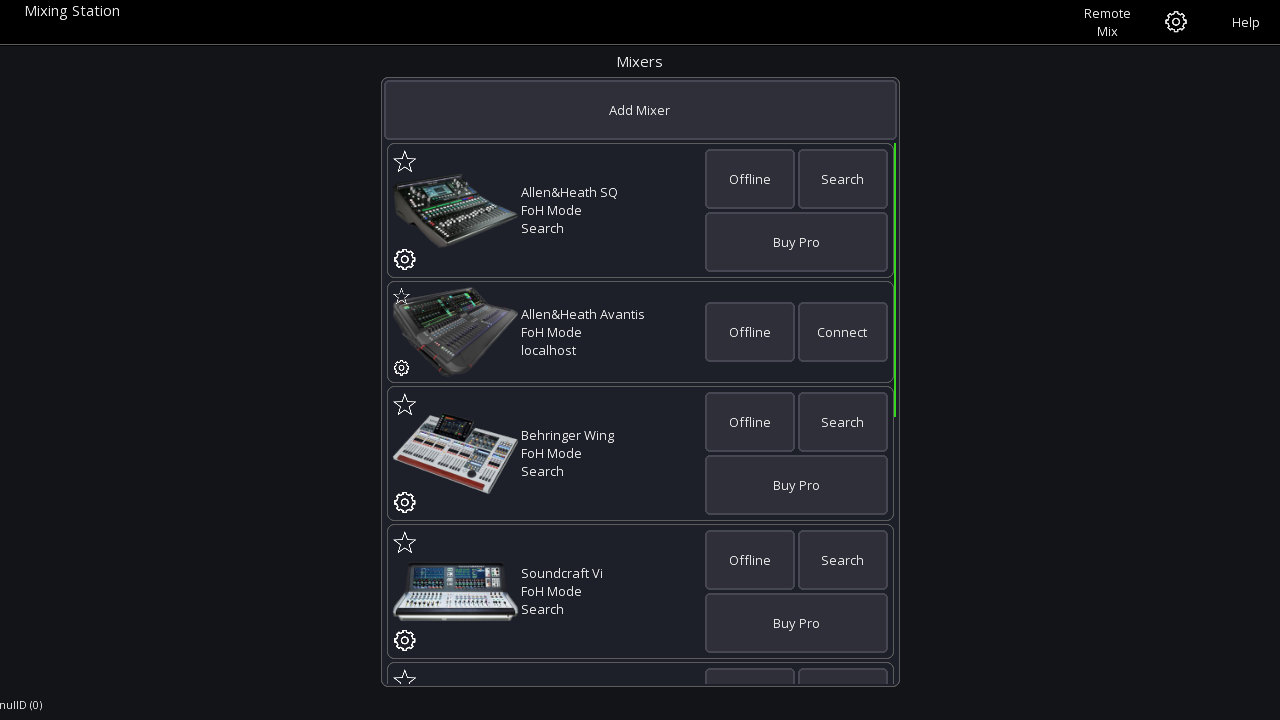 Mixing Station
Remote
Mix
Help
Mixers
Add Mixer
Allen&Heath SQ
FoH Mode
Search
Offline
Search
Buy Pro
Allen&Heath Avantis
FoH Mode
localhost
Offline
Connect
Behringer Wing
FoH Mode
Search
Offline
Search
Buy Pro
Soundcraft Vi
FoH Mode
Search
Offline
Search
Buy Pro
nullID (0)